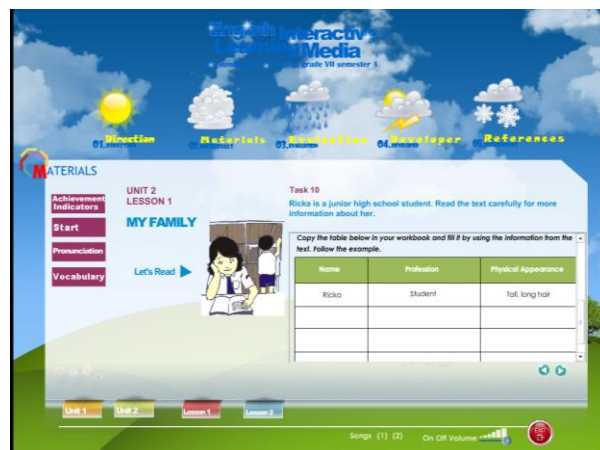 English Interactive
Learning Media
grade VII semester 1
Direction
Materials
Evaluation
Developer
References
01.
03.
04.
MATERIALS
Achievement
Indicators
Start
Pronunciation
Vocabulary
UNIT 2
LESSON 1
MY FAMILY
Let's Read
Task 10
Ricka is a junior high school student. Read the text carefully for more
information about her.
Copy the table below in your workbook and fill it by using the information from the
text. Follow the example.
Name Profession Physical Appearance
Ricka Student Tall, long hair
Unit 1 Unit 2 Lesson 1 Lesson 2
Songs (1) (2) On Off Volume